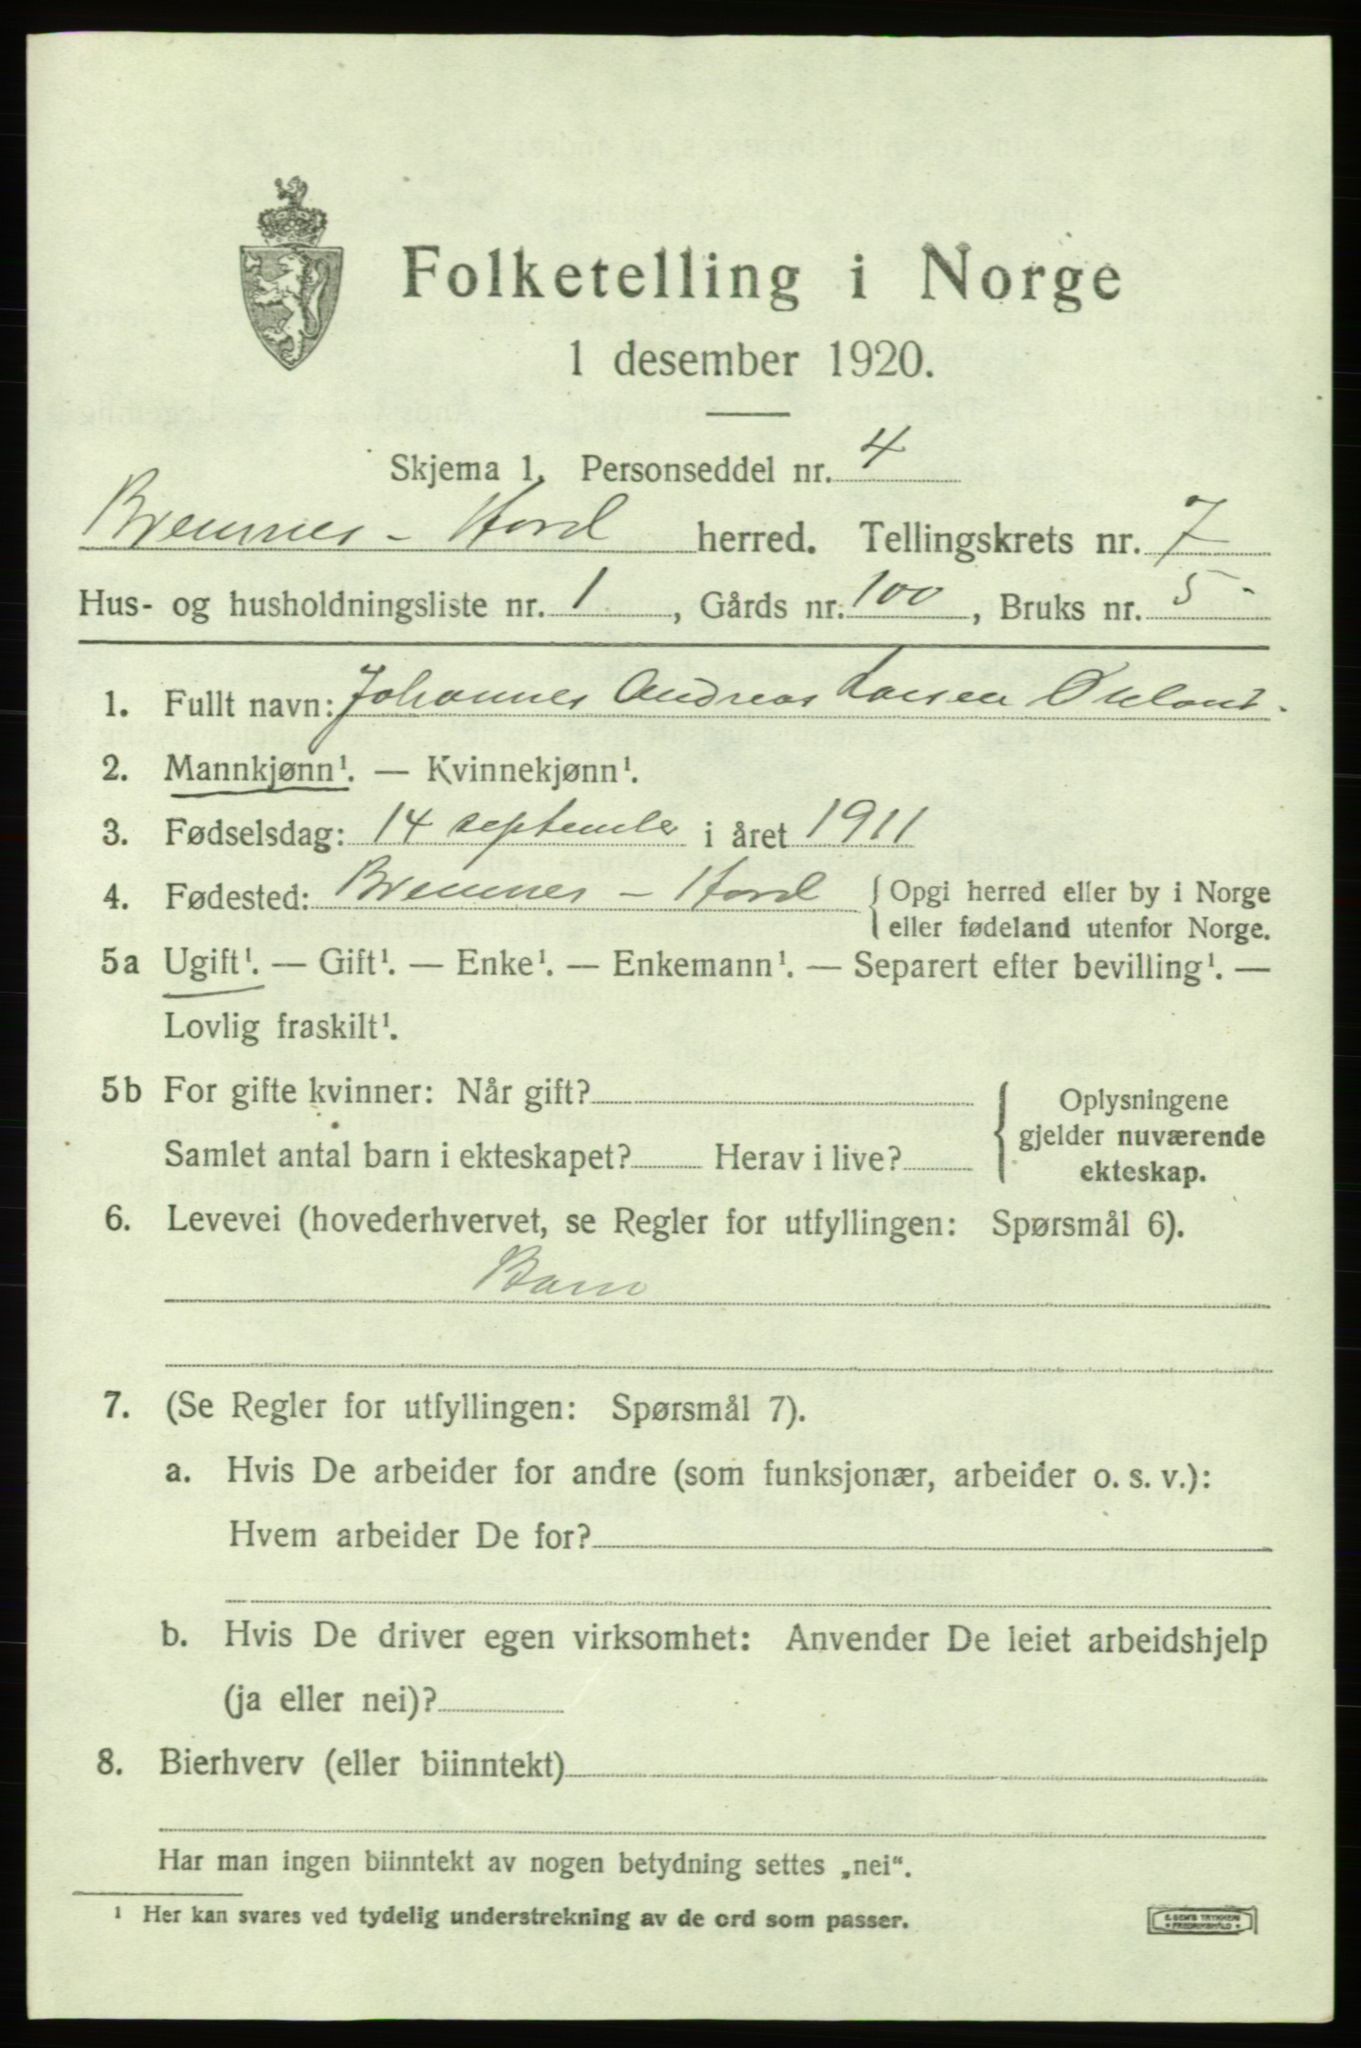 Folketelling i Norge
1 desember 1920.
Skjema 1. Personseddel nr. 4
Bremnes - Hord herred. Tellingskrets nr. 7
Hus- og husholdningsliste nr. 1, Gårds nr. 100, Bruks nr. 5
1. Fullt navn: Johannes Andreas Larsen
2. Mannkjønn¹. — Kvinnekjønn¹.
3. Fødselsdag: 14 september i året 1911
4. Fødested: Bremnes - Hord { Opgi herred eller by i Norge
eller fødeland utenfor Norge.
5a Ugift¹. — Gift¹. — Enke¹. — Enkemann¹. — Separert efter bevilling¹. —
Lovlig fraskilt¹.
5b For gifte kvinner: Når gift?
Samlet antal barn i ekteskapet? Herav i live?
{ Oplysningene
gjelder nuværende
ekteskap.
6. Levevei (hovederhvervet, se Regler for utfyllingen: Spørsmål 6).
Barn
7. (Se Regler for utfyllingen: Spørsmål 7).
a. Hvis De arbeider for andre (som funksjonær, arbeider o. s. v.):
Hvem arbeider De for?
b. Hvis De driver egen virksomhet: Anvender De leiet arbeidshjelp
(ja eller nei)?
8. Bierhverv (eller biinntekt)
Har man ingen biinntekt av nogen betydning settes „nei“.
¹ Her kan svares ved tydelig understrekning av de ord som passer.